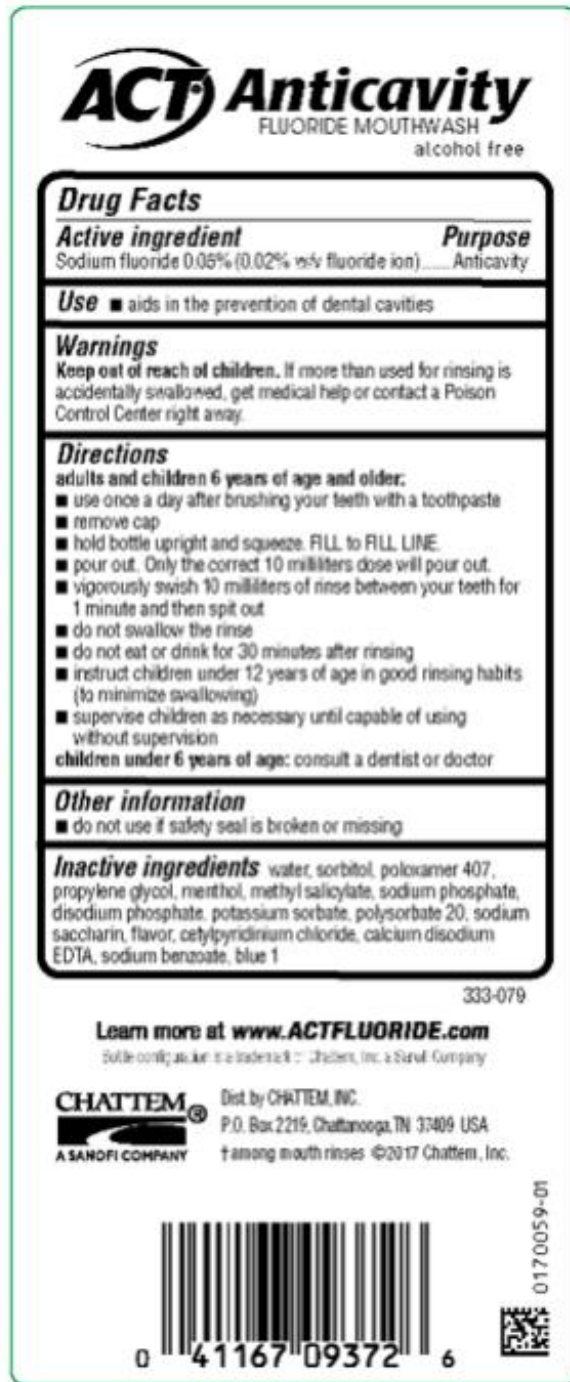 ACT Anticavity
FLUORIDE MOUTHWASH
alcohol free
Drug Facts
Active ingredient Purpose
Sodium fluoride 0.05% (0.02% w/v fluoride ion)...... Anticavity
Use ■ aids in the prevention of dental cavities
Warnings
Keep out of reach of children. If more than used for rinsing is
accidentally swallowed, get medical help or contact a Poison
Control Center right away.
Directions
adults and children 6 years of age and older:
■ use once a day after brushing your teeth with a toothpaste
■ remove cap
■ hold bottle upright and squeeze. FILL to FILL LINE.
■ pour out. Only the correct 10 milliliters dose will pour out.
■ vigorously swish 10 milliliters of rinse between your teeth for
1 minute and then spit out
■ do not swallow the rinse
■ do not eat or drink for 30 minutes after rinsing
■ instruct children under 12 years of age in good rinsing habits
(to minimize swallowing)
■ supervise children as necessary until capable of using
without supervision
children under 6 years of age: consult a dentist or doctor
Other information
■ do not use if safety seal is broken or missing
Inactive ingredients water, sorbitol, poloxamer 407,
propylene glycol, menthol, methyl salicylate, sodium phosphate,
disodium phosphate, potassium sorbate, polysorbate 20, sodium
saccharin, flavor, cetylpyridinium chloride, calcium disodium
EDTA, sodium benzoate, blue 1
333-079
Learn more at www.ACTFLUORIDE.com
Bottle configuration is a trademark of Chattem, Inc. a Sanofi Company
CHATTEM®
A SANOFI COMPANY
Dist. by CHATTEM, INC.
P.O. Box 2219, Chattanooga, TN 37409 USA
† among mouth rinses ©2017 Chattem, Inc.
0170059-01
0 41167 09372 6